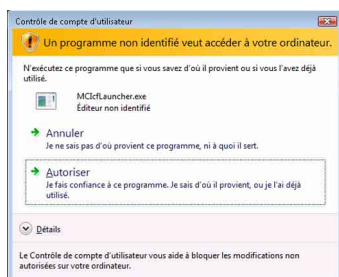 Contrôle de compte d'utilisateur
Un programme non identifié veut accéder à votre ordinateur.
N'exécutez ce programme que si vous savez d'où il provient ou si vous l'avez déjà
utilisé.
MCIcfLauncher.exe
Éditeur non identifié
Annuler
Je ne sais pas d'où provient ce programme, ni à quoi il sert.
Autoriser
Je fais confiance à ce programme. Je sais d'où il provient, ou je l'ai déjà
utilisé.
Détails
Le Contrôle de compte d'utilisateur vous aide à bloquer les modifications non
autorisées sur votre ordinateur.